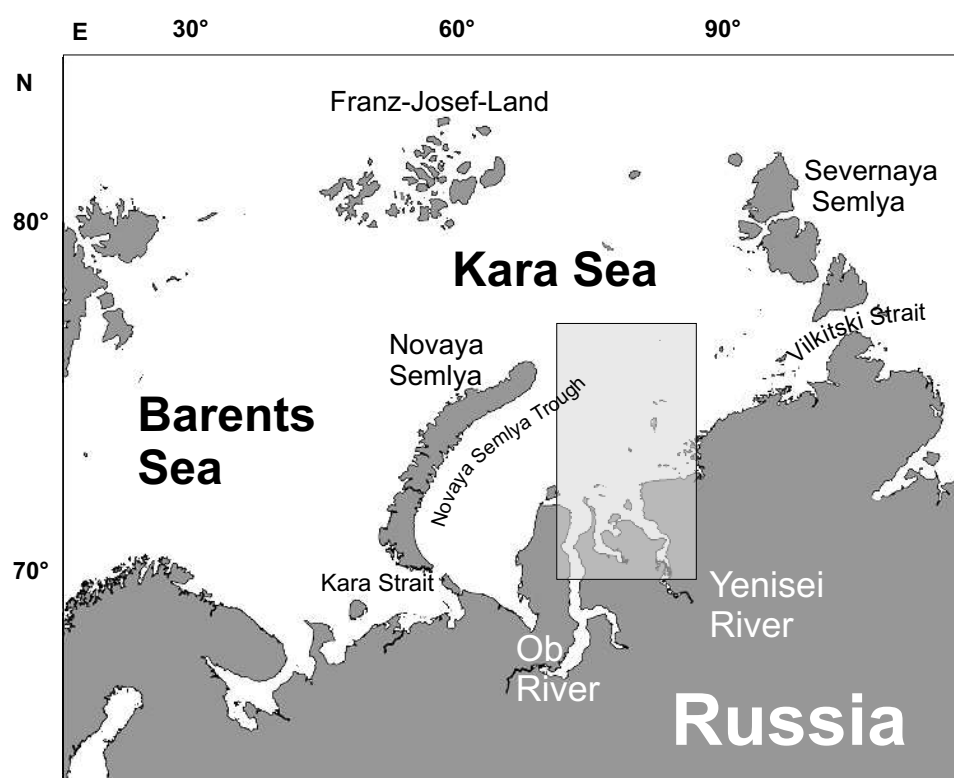 E 30° 60° 90°
N
Franz-Josef-Land
Severnaya
Semlya
80°
Kara Sea
Vilkitski Strait
Novaya
Semlya
Novaya Semlya Trough
Barents
Sea
70°
Kara Strait
Yenisei
River
Ob
River
Russia